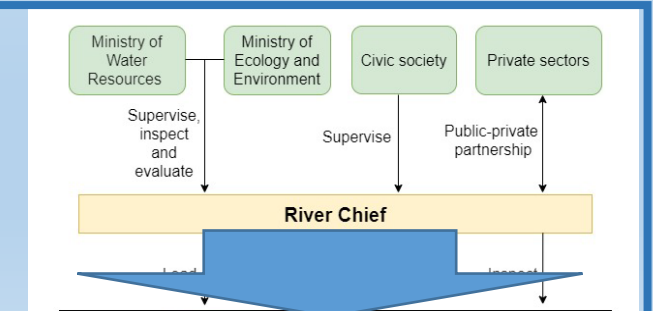 Ministry of
Water
Resources
Ministry of
Ecology and
Environment
Civic society
Private sectors
Supervise,
inspect
and
evaluate
Supervise
Public-private
partnership
River Chief